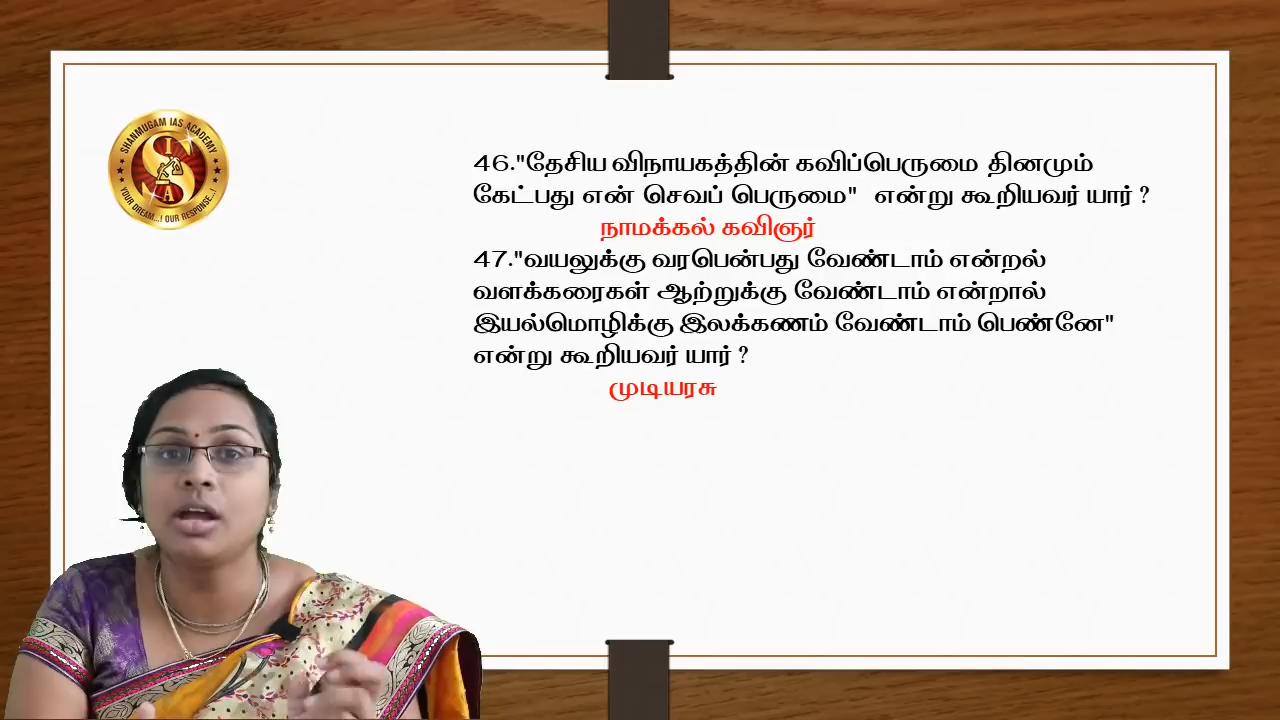 SHANMUGAM IAS ACADEMY
S I A
YOUR DREAM...! OUR RESPONSE..!
46."தேசிய விநாயகத்தின் கவிப்பெருமை தினமும்
கேட்பது என் செவப் பெருமை" என்று கூறியவர் யார் ?
நாமக்கல் கவிஞர்
47."வயலுக்கு வரபென்பது வேண்டாம் என்றல்
வளக்கரைகள் ஆற்றுக்கு வேண்டாம் என்றால்
இயல்மொழிக்கு இலக்கணம் வேண்டாம் பெண்னே"
என்று கூறியவர் யார் ?
முடியரசு